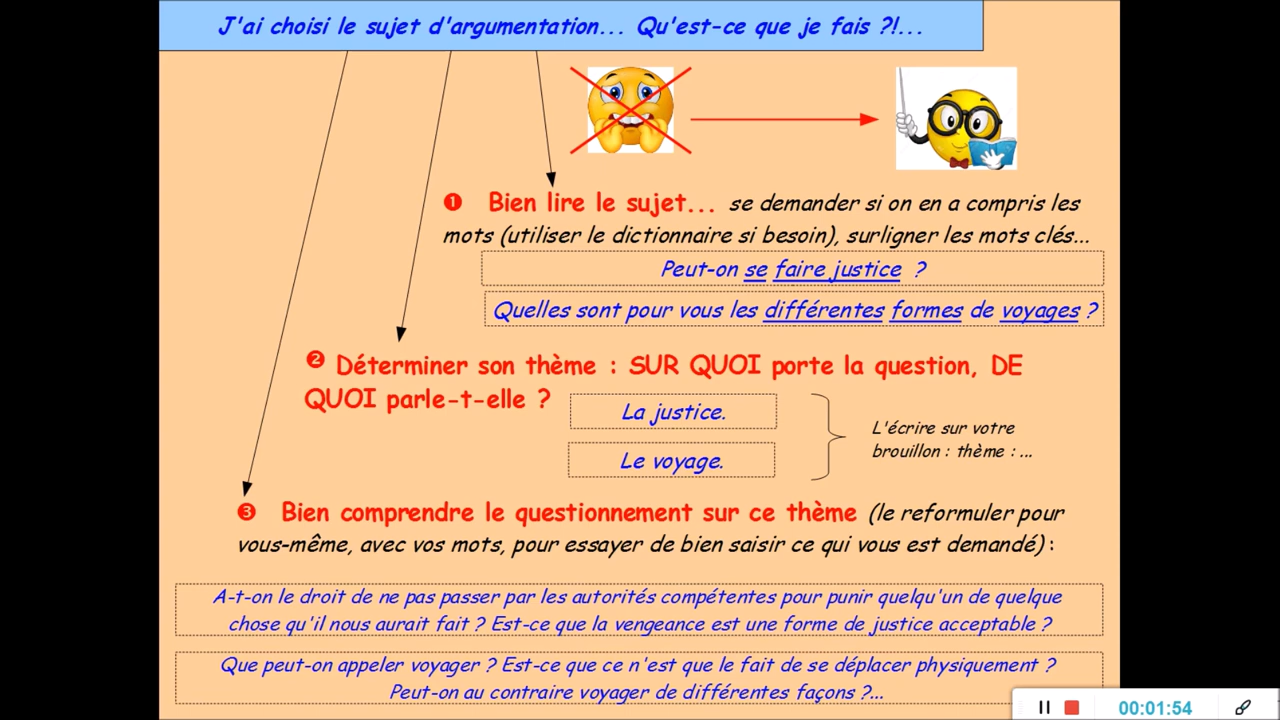 J'ai choisi le sujet d'argumentation... Qu'est-ce que je fais ?!...
❶ Bien lire le sujet... se demander si on en a compris les
mots (utiliser le dictionnaire si besoin), surligner les mots clés...
Peut-on se faire justice ?
Quelles sont pour vous les différentes formes de voyages ?
❷ Déterminer son thème : SUR QUOI porte la question, DE
QUOI parle-t-elle ?
La justice.
Le voyage.
L'écrire sur votre
brouillon : thème : ...
❸ Bien comprendre le questionnement sur ce thème (le reformuler pour
vous-même, avec vos mots, pour essayer de bien saisir ce qui vous est demandé) :
A-t-on le droit de ne pas passer par les autorités compétentes pour punir quelqu'un de quelque
chose qu'il nous aurait fait ? Est-ce que la vengeance est une forme de justice acceptable ?
Que peut-on appeler voyager ? Est-ce que ce n'est que le fait de se déplacer physiquement ?
Peut-on au contraire voyager de différentes façons ?...
00:01:54